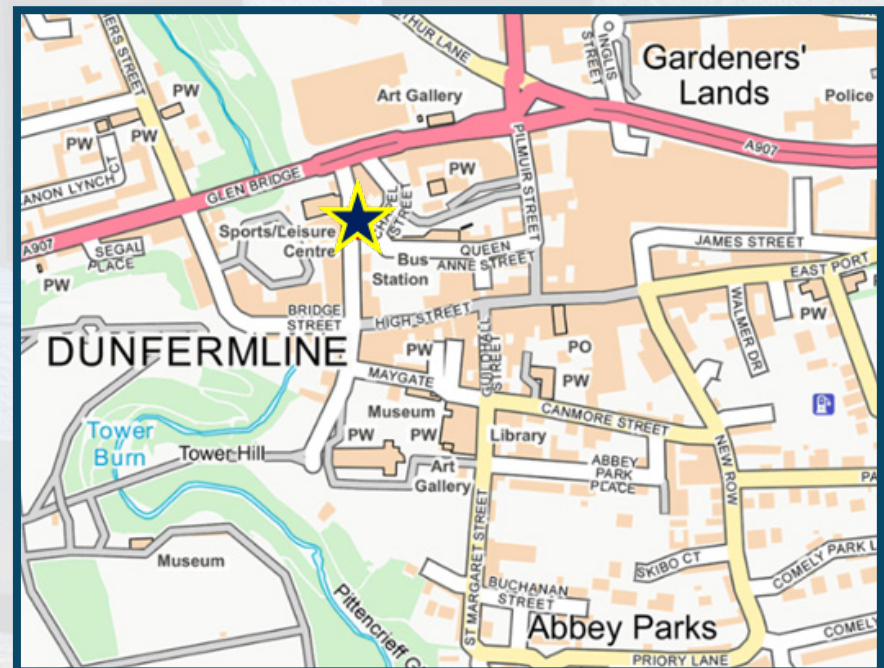 ARTHUR LANE
INGLIS STREET
Gardeners' Lands
Art Gallery
Police
PW
PW
PW
PW
PILMUIR STREET
A907
GLEN BRIDGE
CHAPEL STREET
Sports/Leisure Centre
A907
SEGAL PLACE
PW
Bus Station
QUEEN ANNE STREET
JAMES STREET
EAST PORT
BRIDGE STREET
HIGH STREET
WALMER DR
PW
DUNFERMLINE
PW
GUILDHALL STREET
PO
PW
MAYGATE
Museum
CANMORE STREET
Tower Burn
Tower Hill
PW
PW
Library
Art Gallery
ABBEY PARK PLACE
NEW ROW
Museum
ST MARGARET STREET
SKIBO CT
COMELY PARK L
BUCHANAN STREET
Pittencrieff G
Abbey Parks
COMELY
PRIORY LANE